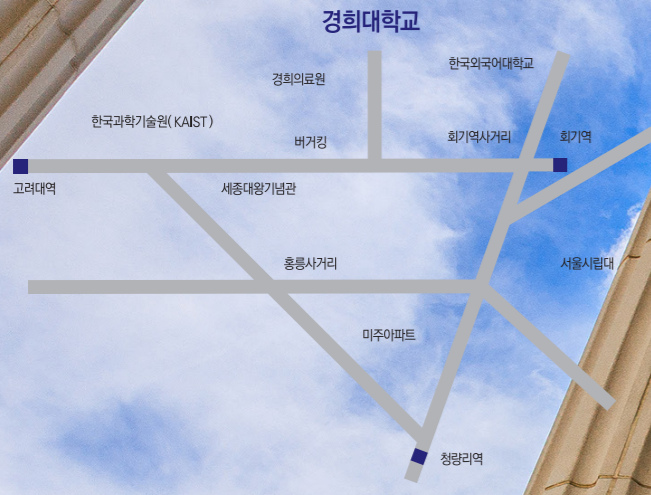 경희대학교
한국외국어대학교
경희의료원
한국과학기술원(KAIST)
버거킹
회기역사거리
회기역
고려대역
세종대왕기념관
홍릉사거리
서울시립대
미주아파트
청량리역